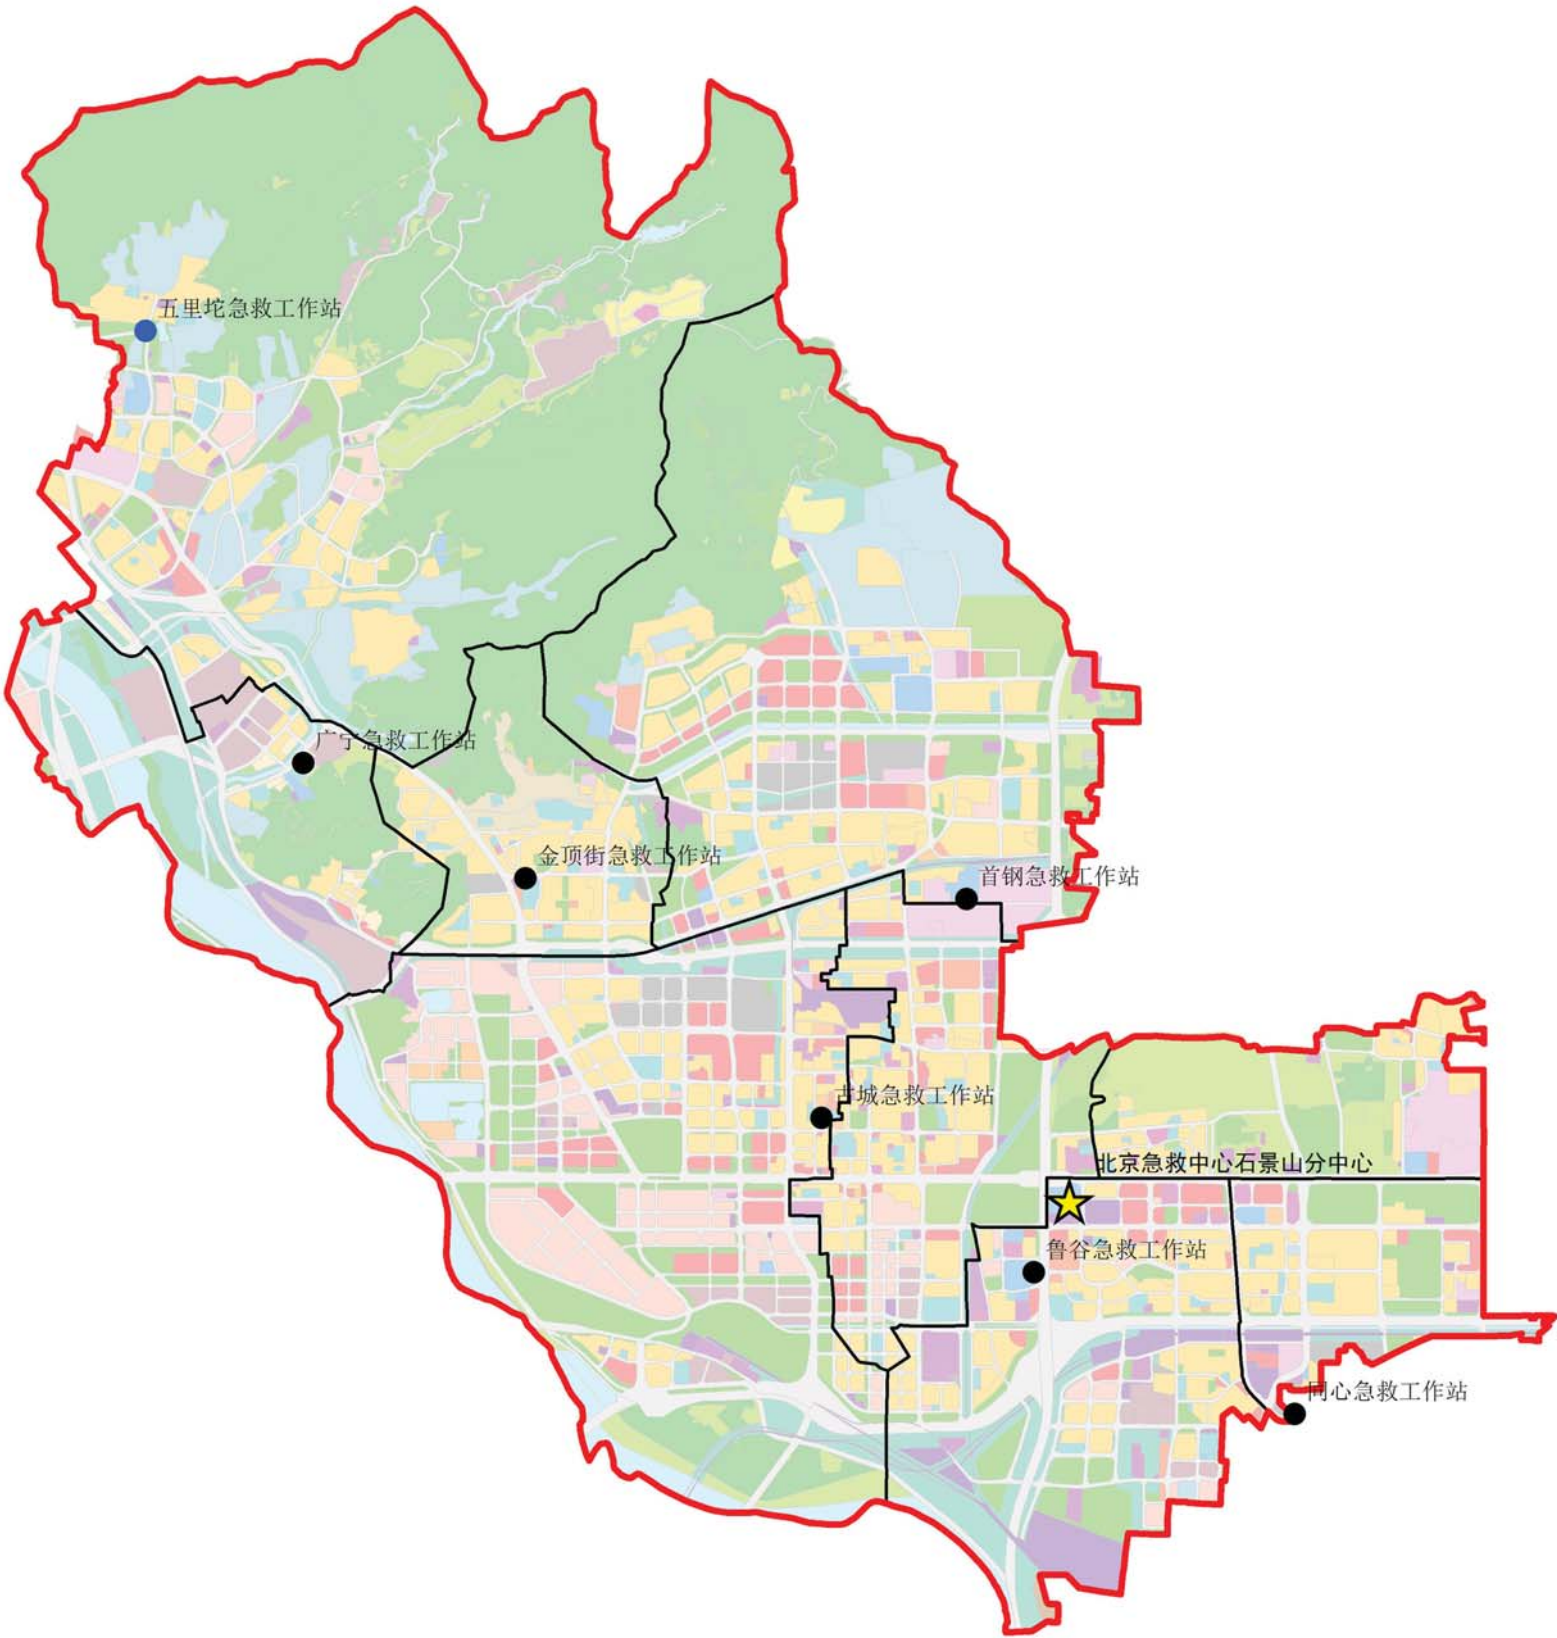 五里坨急救工作站
广宁急救工作站
金顶街急救工作站
首钢急救工作站
古城急救工作站
北京急救中心石景山分中心
鲁谷急救工作站
同心急救工作站